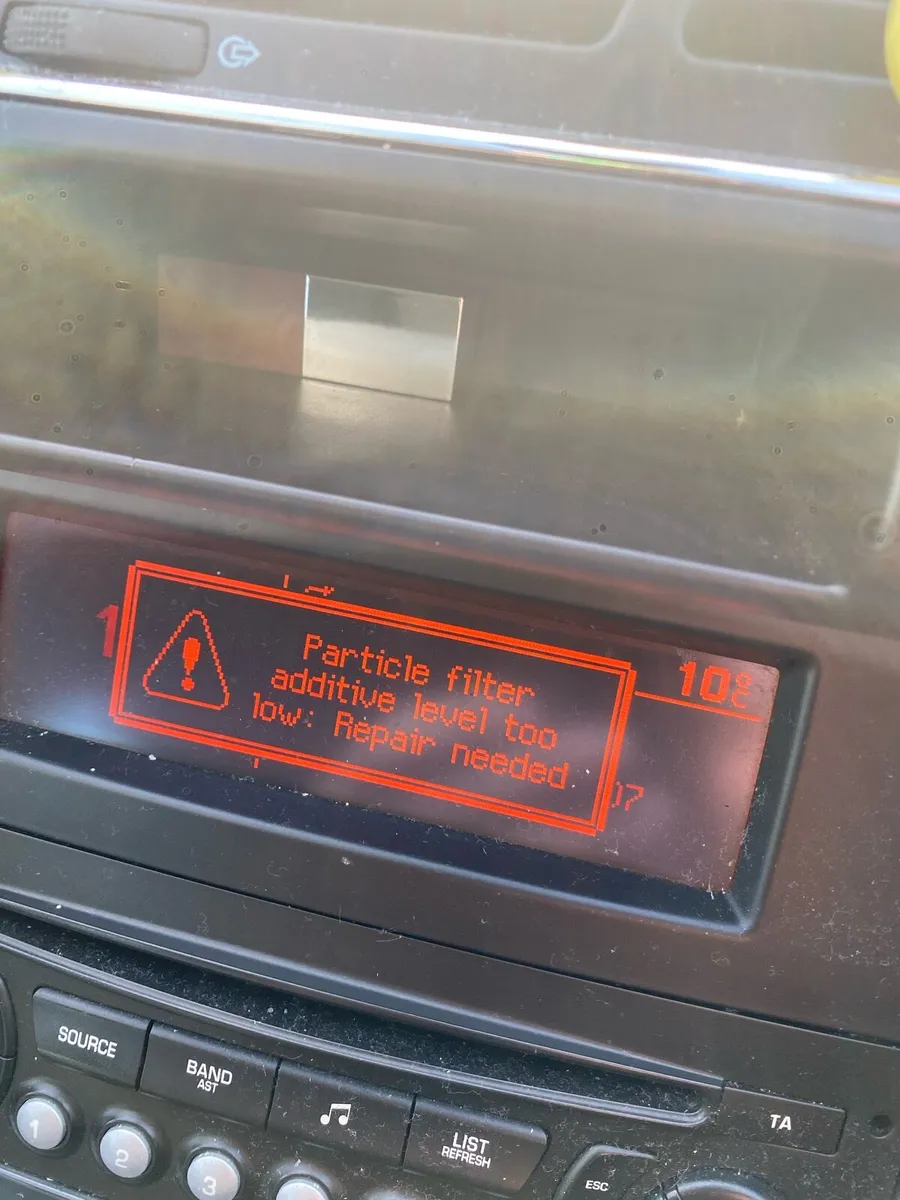 10°C
Particle filter
additive level too
low: Repair needed
07
SOURCE
BAND
AST
LIST
REFRESH
TA
1
2
3
ESC